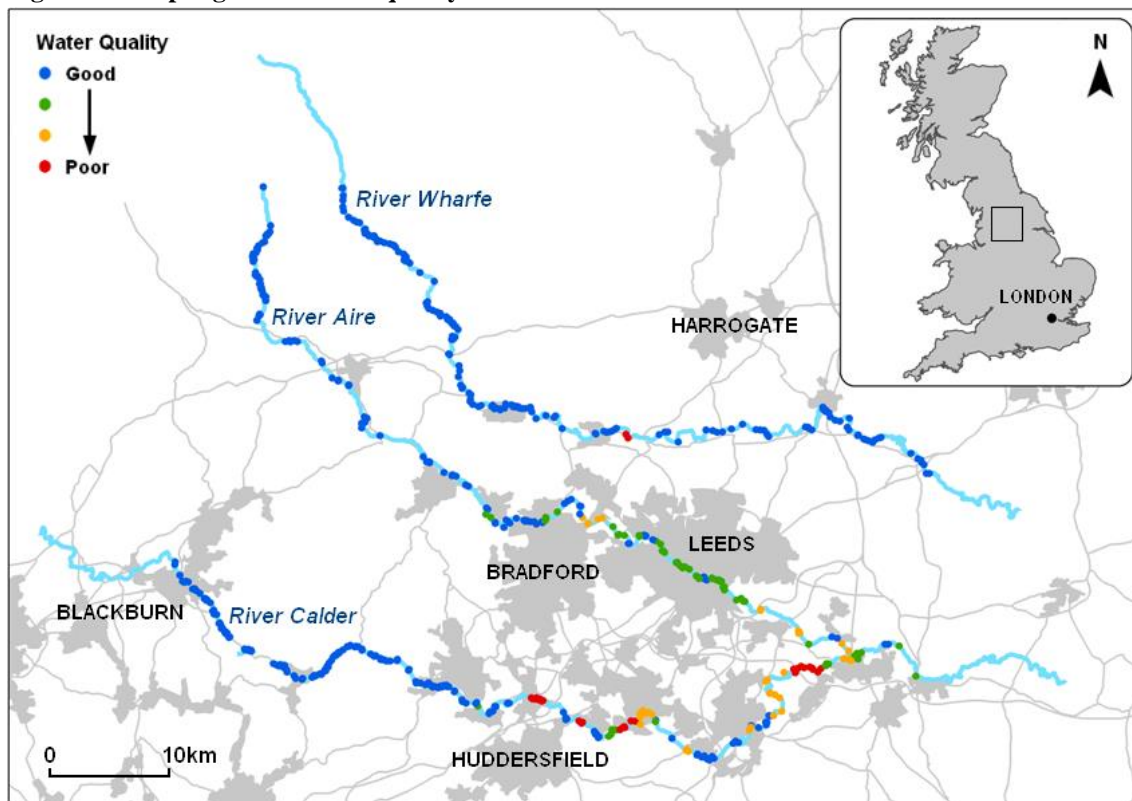 Water Quality
Good
Poor
N
LONDON
River Wharfe
River Aire
HARROGATE
LEEDS
BRADFORD
BLACKBURN
River Calder
HUDDERSFIELD
0 10km